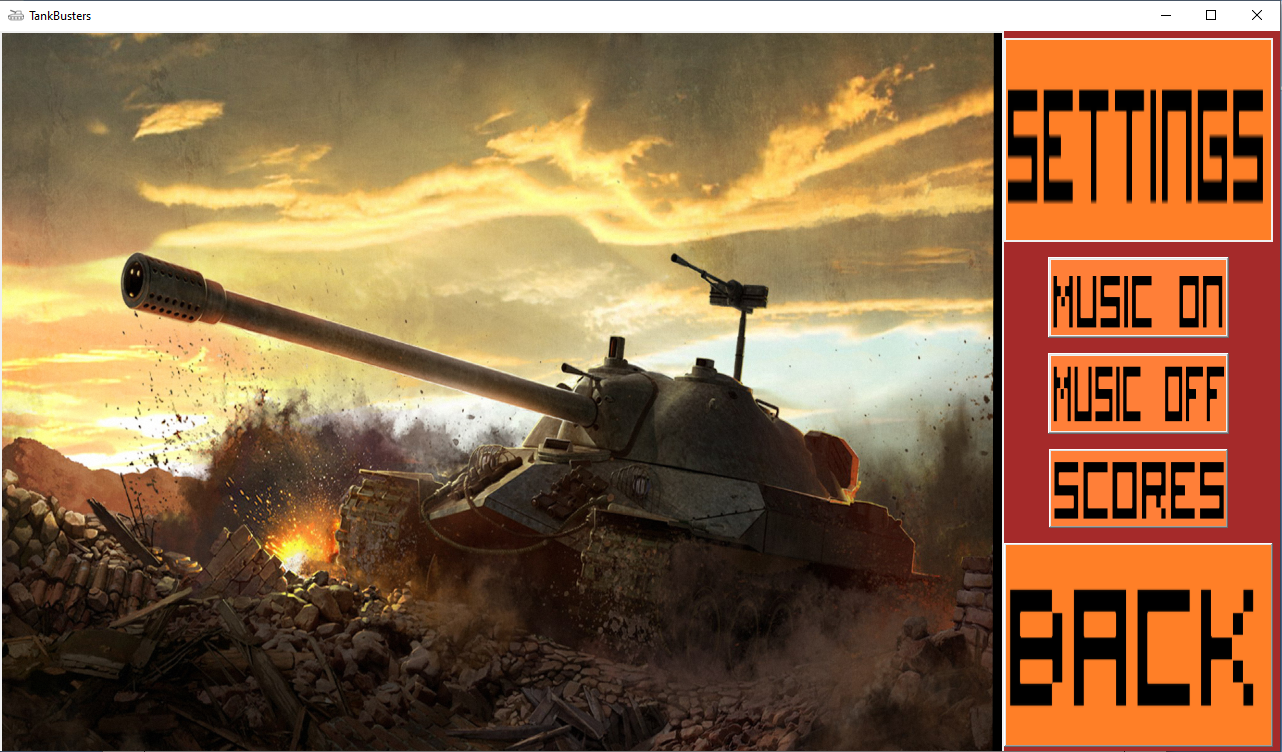 TankBusters
SETTINGS
MUSIC ON
MUSIC OFF
SCORES
BACK